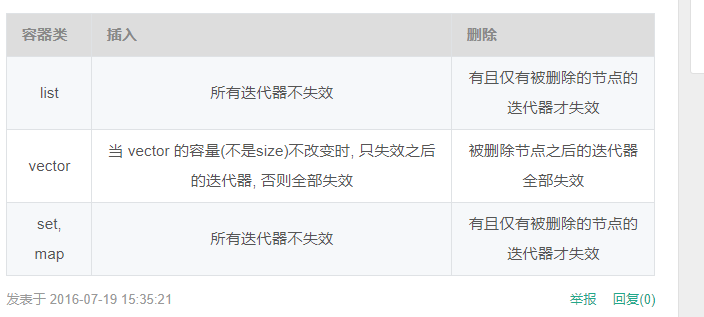 容器类 插入 删除
list 所有迭代器不失效 有且仅有被删除的节点的
迭代器才失效
vector 当 vector 的容量(不是size)不改变时, 只失效之后
的迭代器, 否则全部失效 被删除节点之后的迭代器
全部失效
set,
map 所有迭代器不失效 有且仅有被删除的节点的
迭代器才失效
发表于 2016-07-19 15:35:21 举报 回复(0)